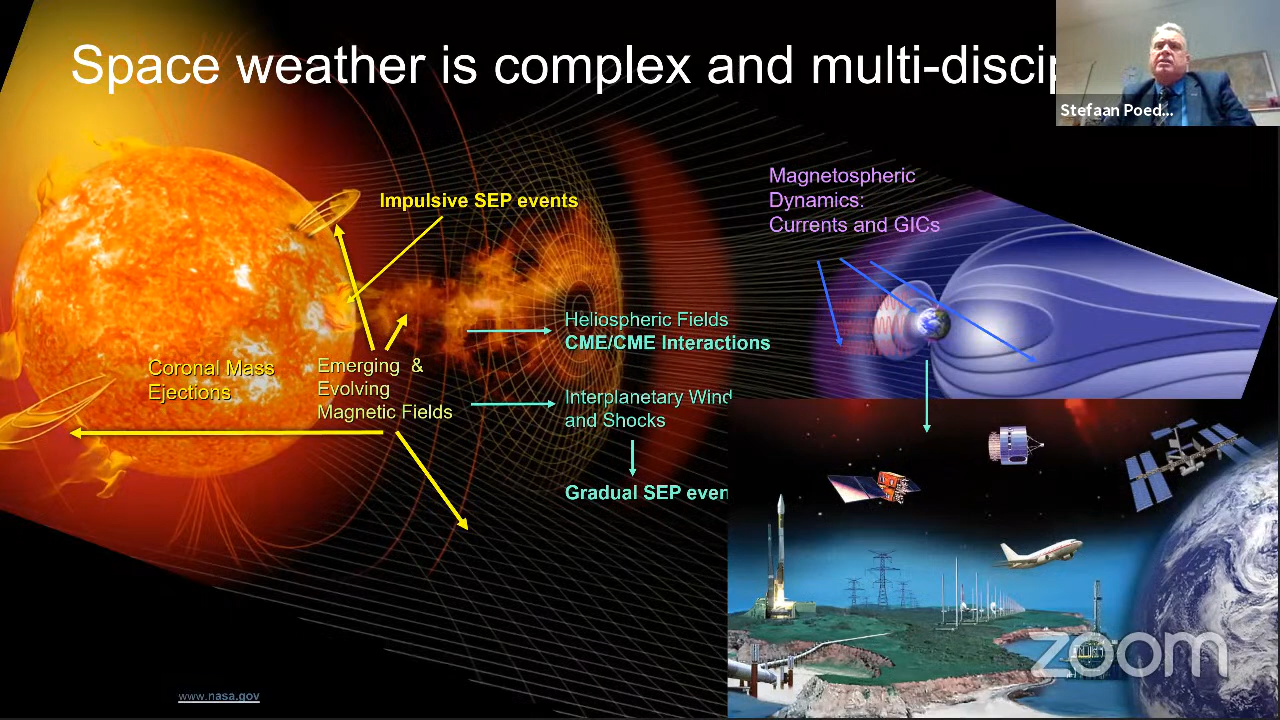 Space weather is complex and multi-discip
Stefaan Poed...
Impulsive SEP events
Magnetospheric
Dynamics:
Currents and GICs
Heliospheric Fields
CME/CME Interactions
Coronal Mass
Ejections
Emerging &
Evolving
Magnetic Fields
Interplanetary Wind
and Shocks
Gradual SEP even
zoom
www.nasa.gov